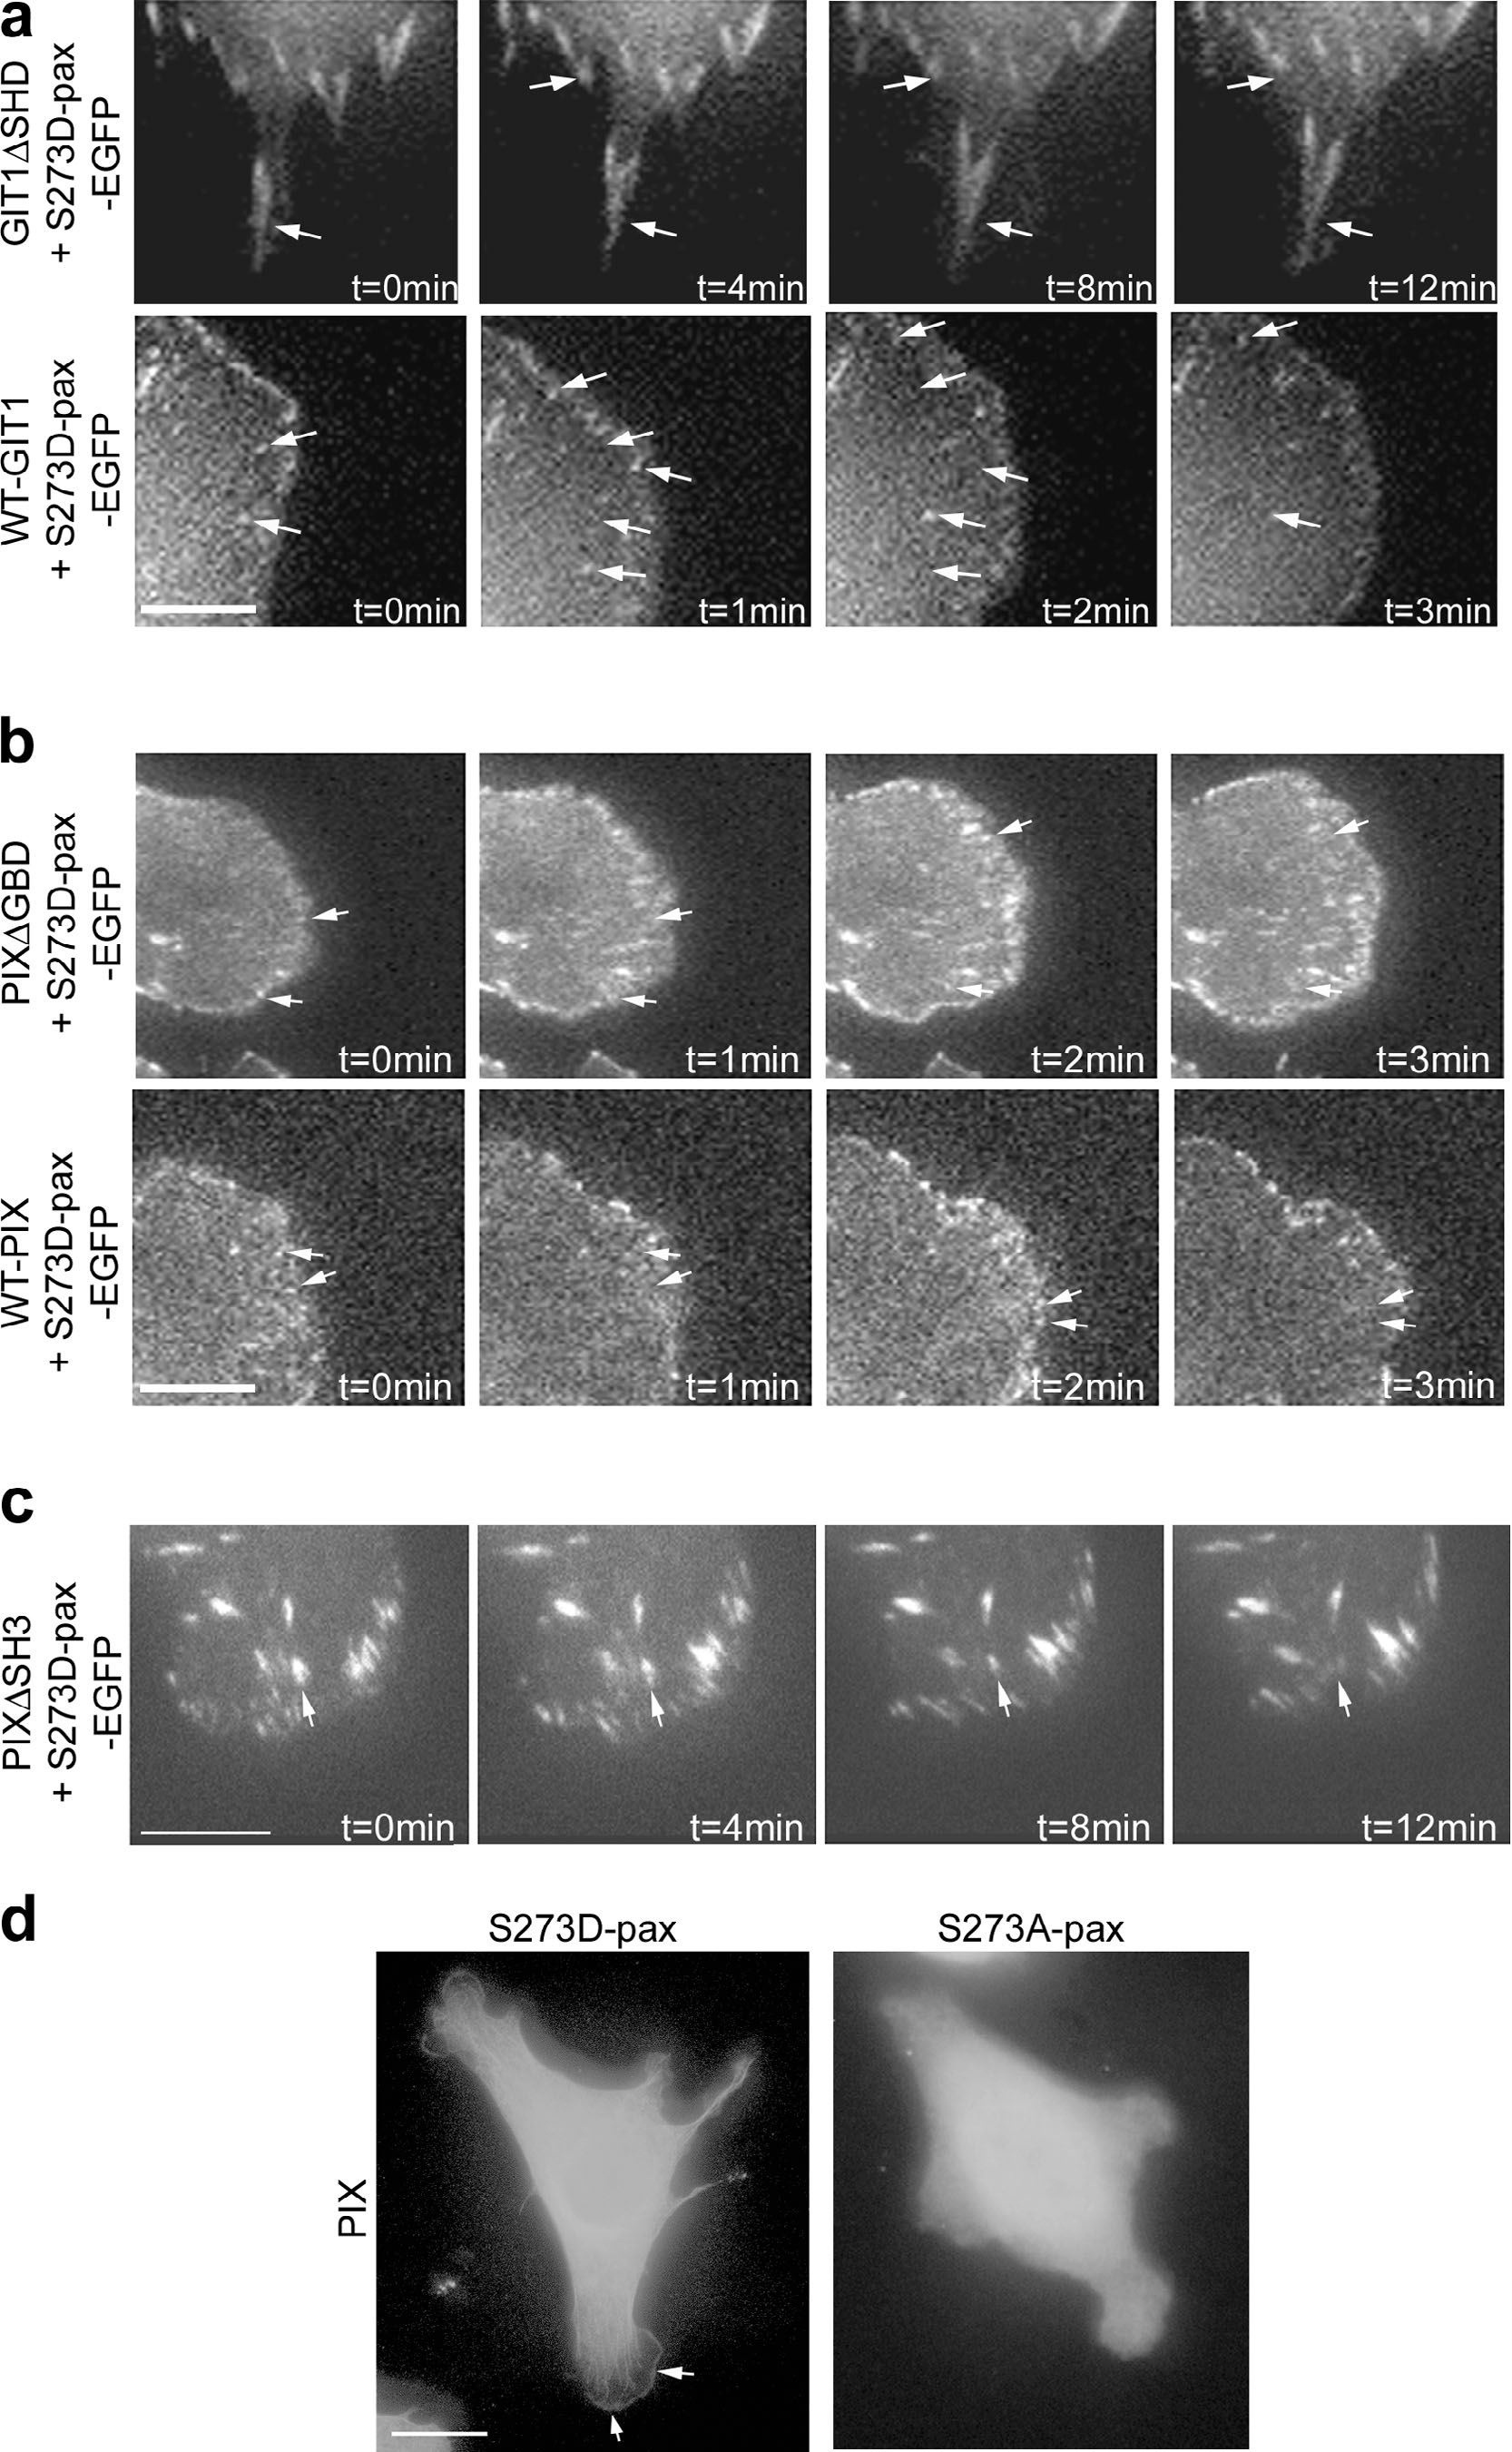 a
GIT1ΔSHD
+ S273D-pax
-EGFP
t=0min
t=4min
t=8min
t=12min
WT-GIT1
+ S273D-pax
-EGFP
t=0min
t=1min
t=2min
t=3min
b
PIXΔGBD
+ S273D-pax
-EGFP
t=0min
t=1min
t=2min
t=3min
WT-PIX
+ S273D-pax
-EGFP
t=0min
t=1min
t=2min
t=3min
c
PIXΔSH3
+ S273D-pax
-EGFP
t=0min
t=4min
t=8min
t=12min
d
S273D-pax
S273A-pax
PIX